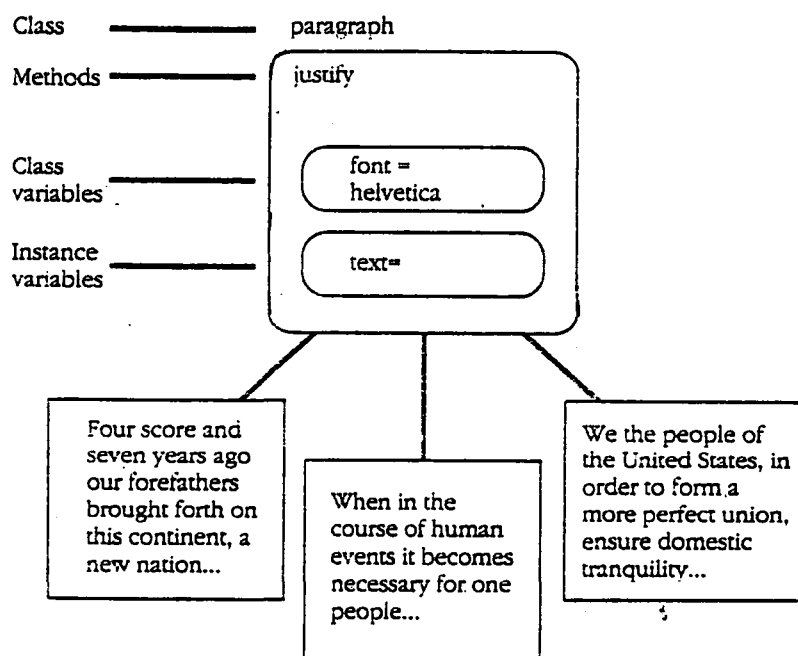 Class
paragraph
Methods
justify
Class
variables
font =
helvetica
Instance
variables
text=
Four score and
seven years ago
our forefathers
brought forth on
this continent, a
new nation...
When in the
course of human
events it becomes
necessary for one
people...
We the people of
the United States, in
order to form a
more perfect union,
ensure domestic
tranquility...